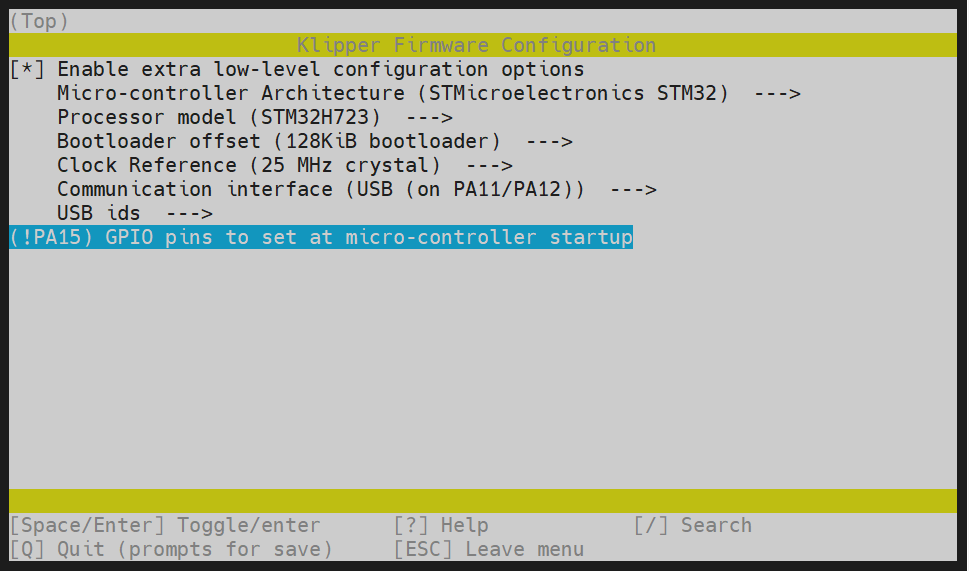 (Top)
Klipper Firmware Configuration
[*] Enable extra low-level configuration options
Micro-controller Architecture (STMicroelectronics STM32)  --->
Processor model (STM32H723)  --->
Bootloader offset (128KiB bootloader)  --->
Clock Reference (25 MHz crystal)  --->
Communication interface (USB (on PA11/PA12))  --->
USB ids  --->
(!PA15) GPIO pins to set at micro-controller startup
[Space/Enter] Toggle/enter      [?] Help            [/] Search
[Q] Quit (prompts for save)     [ESC] Leave menu